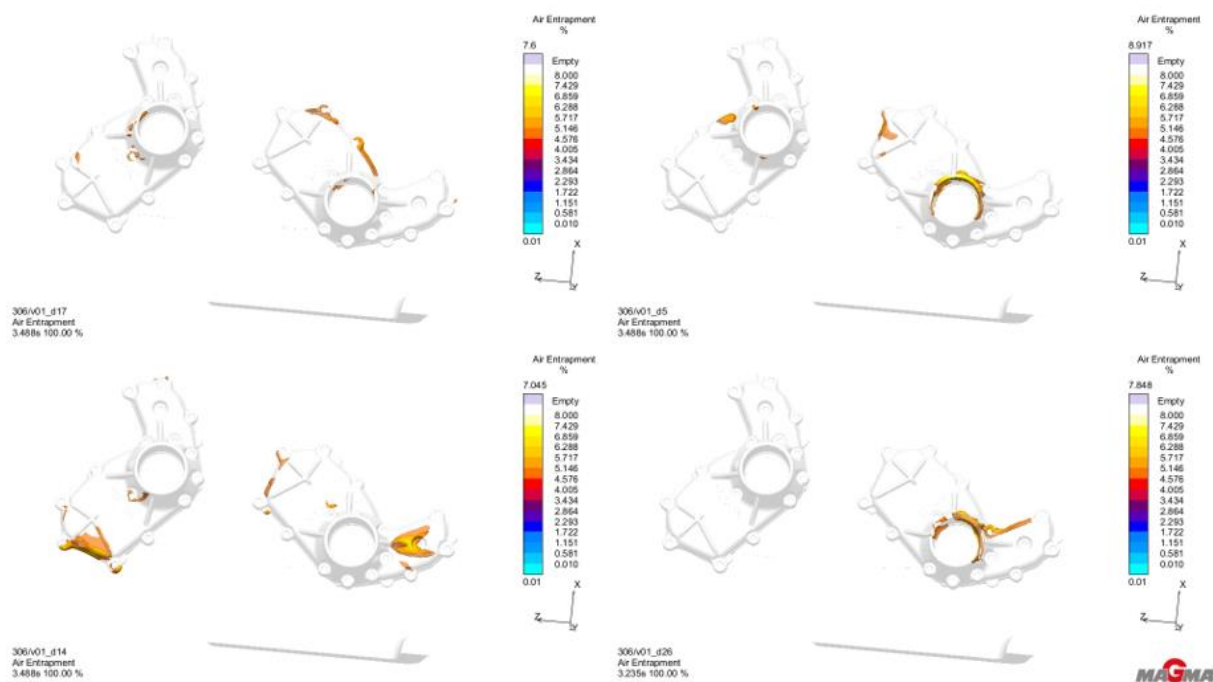 Air Entrapment
%
7.6
Empty
8.000
7.429
6.859
6.288
5.717
5.146
4.576
4.005
3.434
2.864
2.293
1.722
1.151
0.581
0.010
0.01
X
Z
Y
306/v01_d17
Air Entrapment
3.488s 100.00 %
Air Entrapment
%
8.917
Empty
8.000
7.429
6.859
6.288
5.717
5.146
4.576
4.005
3.434
2.864
2.293
1.722
1.151
0.581
0.010
0.01
X
Z
Y
306/v01_d5
Air Entrapment
3.488s 100.00 %
Air Entrapment
%
7.045
Empty
8.000
7.429
6.859
6.288
5.717
5.146
4.576
4.005
3.434
2.864
2.293
1.722
1.151
0.581
0.010
0.01
X
Z
Y
306/v01_d14
Air Entrapment
3.488s 100.00 %
Air Entrapment
%
7.848
Empty
8.000
7.429
6.859
6.288
5.717
5.146
4.576
4.005
3.434
2.864
2.293
1.722
1.151
0.581
0.010
0.01
X
Z
Y
306/v01_d26
Air Entrapment
3.235s 100.00 %
MAGMA